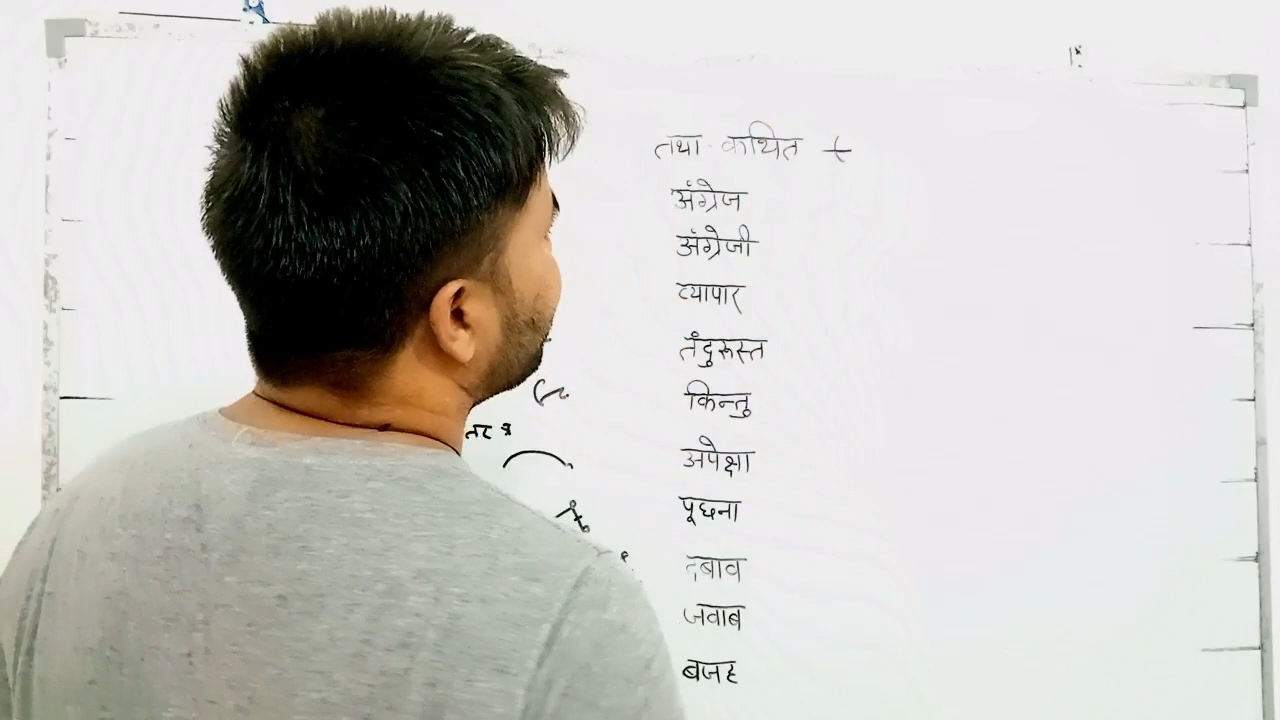 तथा कथित
अंग्रेज
अंग्रेजी
व्यापार
तंदुरूस्त
किन्तु
अपेक्षा
पूछना
दबाव
जवाब
बजह